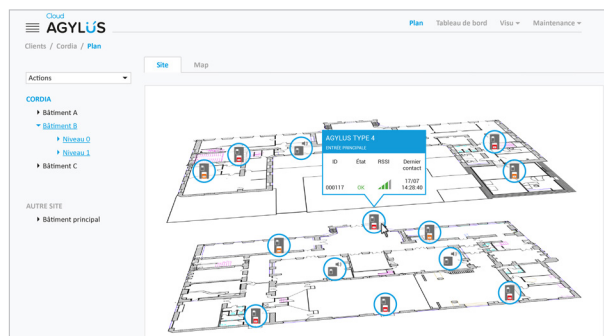 Cloud
AGYLÚS
Plan Tableau de bord Visu Maintenance
Clients / Cordia / Plan
Site Map
Actions
CORDIA
Bâtiment A
Bâtiment B
Niveau 0
Niveau 1
Bâtiment C
AUTRE SITE
Bâtiment principal
AGYLUS TYPE 4
ENTRÉE PRINCIPALE
ID État RSSI Dernier contact
000117 OK 17/07 14:28:40